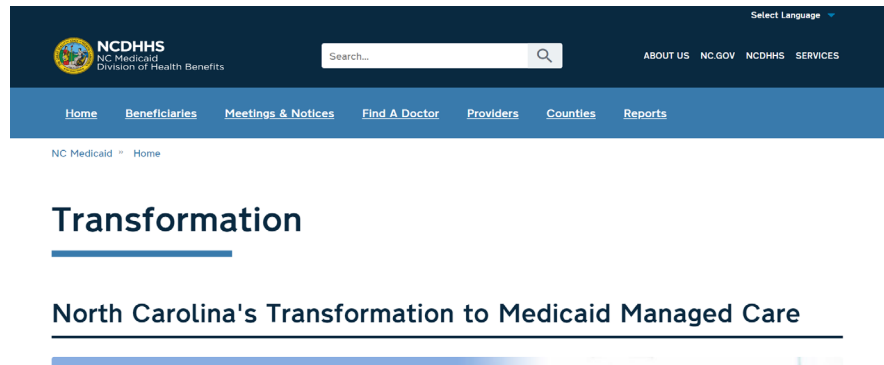 Select Language
NCDHHS
NC Medicaid
Division of Health Benefits
Search...
ABOUT US NC.GOV NCDHHS SERVICES
Home Beneficiaries Meetings & Notices Find A Doctor Providers Counties Reports
NC Medicaid » Home
Transformation
North Carolina's Transformation to Medicaid Managed Care